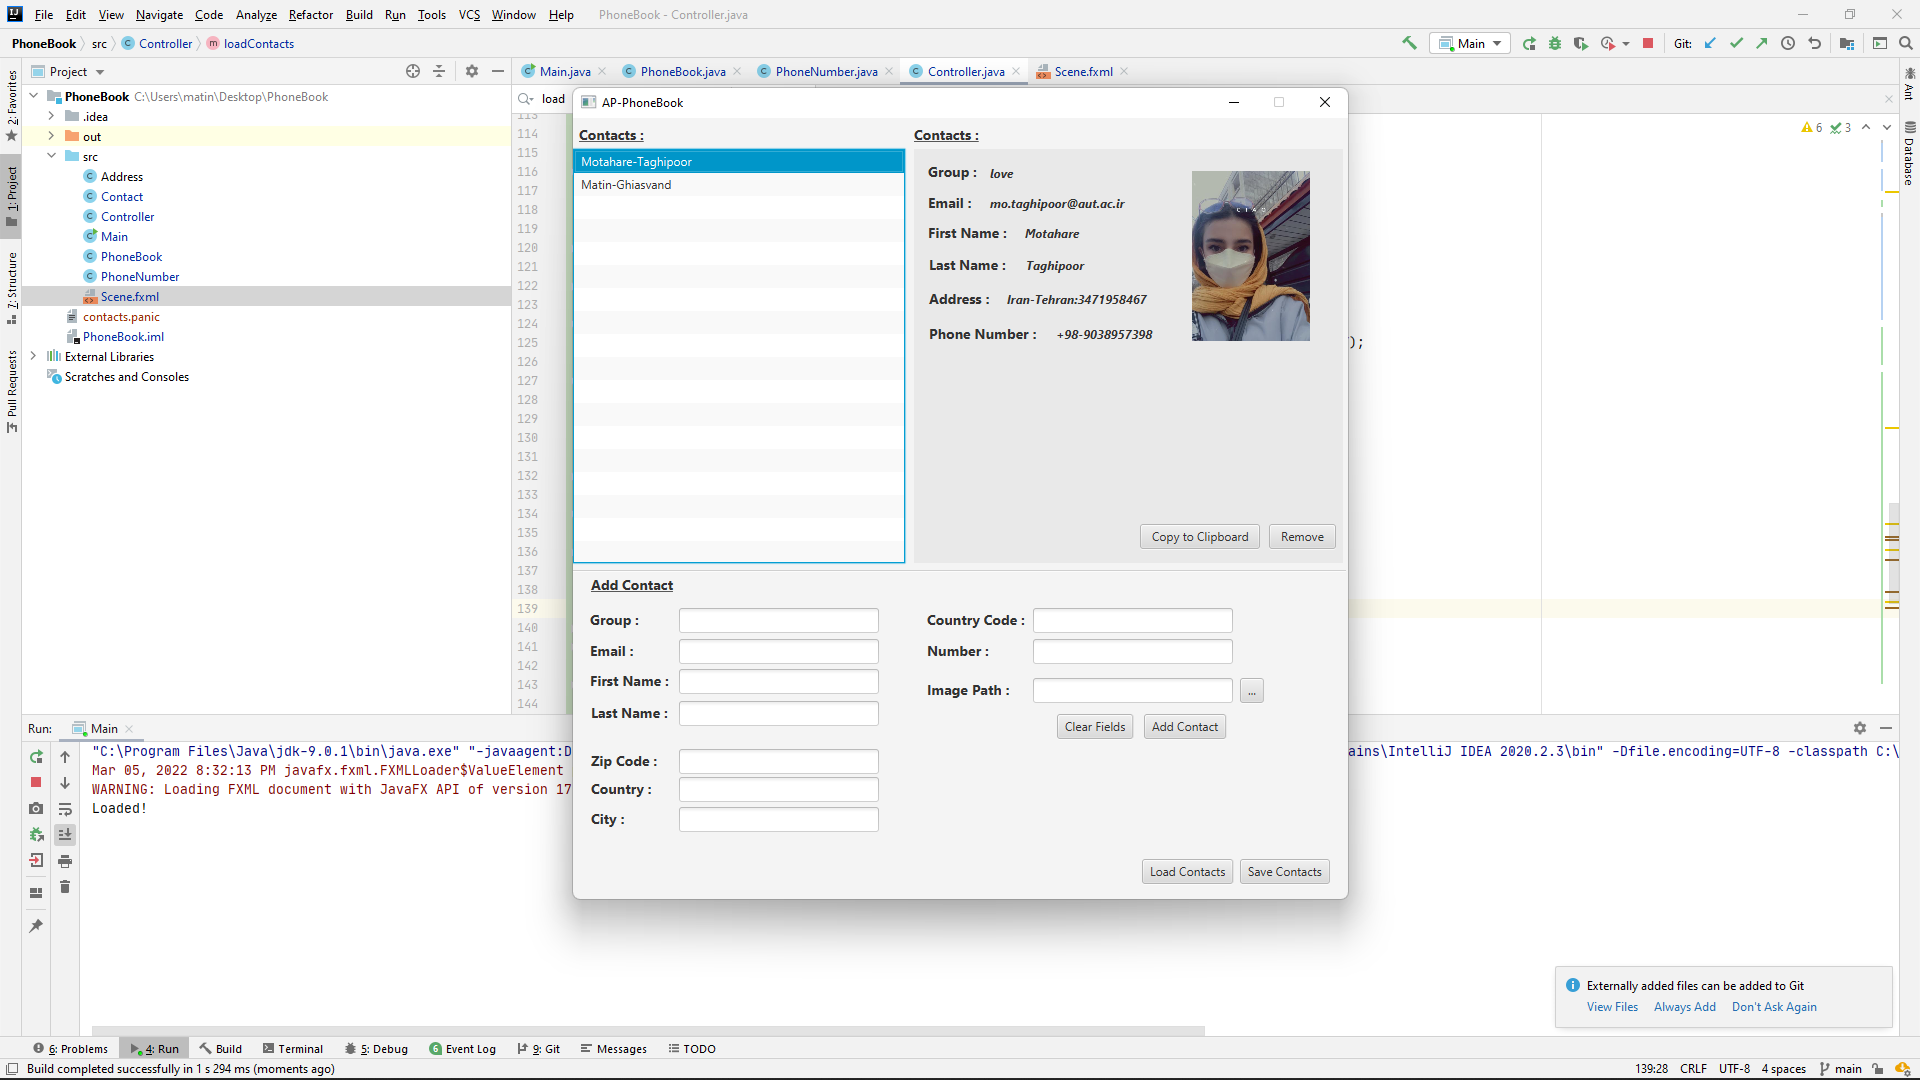 File Edit View Navigate Code Analyze Refactor Build Run Tools VCS Window Help PhoneBook - Controller.java
PhoneBook src Controller loadContacts Main Git:
Project Main.java PhoneBook.java PhoneNumber.java Controller.java Scene.fxml
PhoneBook C:\Users\matin\Desktop\PhoneBook
.idea
out
src
Address
Contact
Controller
Main
PhoneBook
PhoneNumber
Scene.fxml
contacts.panic
PhoneBook.iml
External Libraries
Scratches and Consoles
2: Favorites
1: Project
7: Structure
Pull Requests
Ant
Database
load
6 3
113
114
115
116
117
118
119
120
121
122
123
124
125
126
127
128
129
130
131
132
133
134
135
136
137
138
139
140
141
142
143
144
);
AP-PhoneBook
Contacts :
Motahare-Taghipoor
Matin-Ghiasvand
Contacts :
Group : love
Email : mo.taghipoor@aut.ac.ir
First Name : Motahare
Last Name : Taghipoor
Address : Iran-Tehran:3471958467
Phone Number : +98-9038957398
CIAO
Copy to Clipboard Remove
Add Contact
Group :
Email :
First Name :
Last Name :
Zip Code :
Country :
City :
Country Code :
Number :
Image Path : ...
Clear Fields Add Contact
Load Contacts Save Contacts
Run: Main
"C:\Program Files\Java\jdk-9.0.1\bin\java.exe" "-javaagent:D ains\IntelliJ IDEA 2020.2.3\bin" -Dfile.encoding=UTF-8 -classpath C:\
Mar 05, 2022 8:32:13 PM javafx.fxml.FXMLLoader$ValueElement
WARNING: Loading FXML document with JavaFX API of version 17
Loaded!
Externally added files can be added to Git
View Files Always Add Don't Ask Again
6: Problems 4: Run Build Terminal 5: Debug Event Log 9: Git Messages TODO
Build completed successfully in 1 s 294 ms (moments ago) 139:28 CRLF UTF-8 4 spaces main